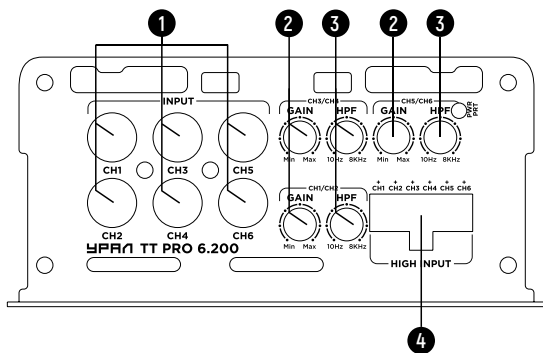 1 2 3 2 3
INPUT
CH3/CH4 CH5/CH6
GAIN HPF GAIN HPF
PWR
PRT
Min Max 10Hz 8KHz Min Max 10Hz 8KHz
CH1 CH3 CH5
CH1/CH2
GAIN HPF
+ + + + + +
CH1 CH2 CH3 CH4 CH5 CH6
Min Max 10Hz 8KHz
CH2 CH4 CH6
TT PRO 6.200
HIGH INPUT
4